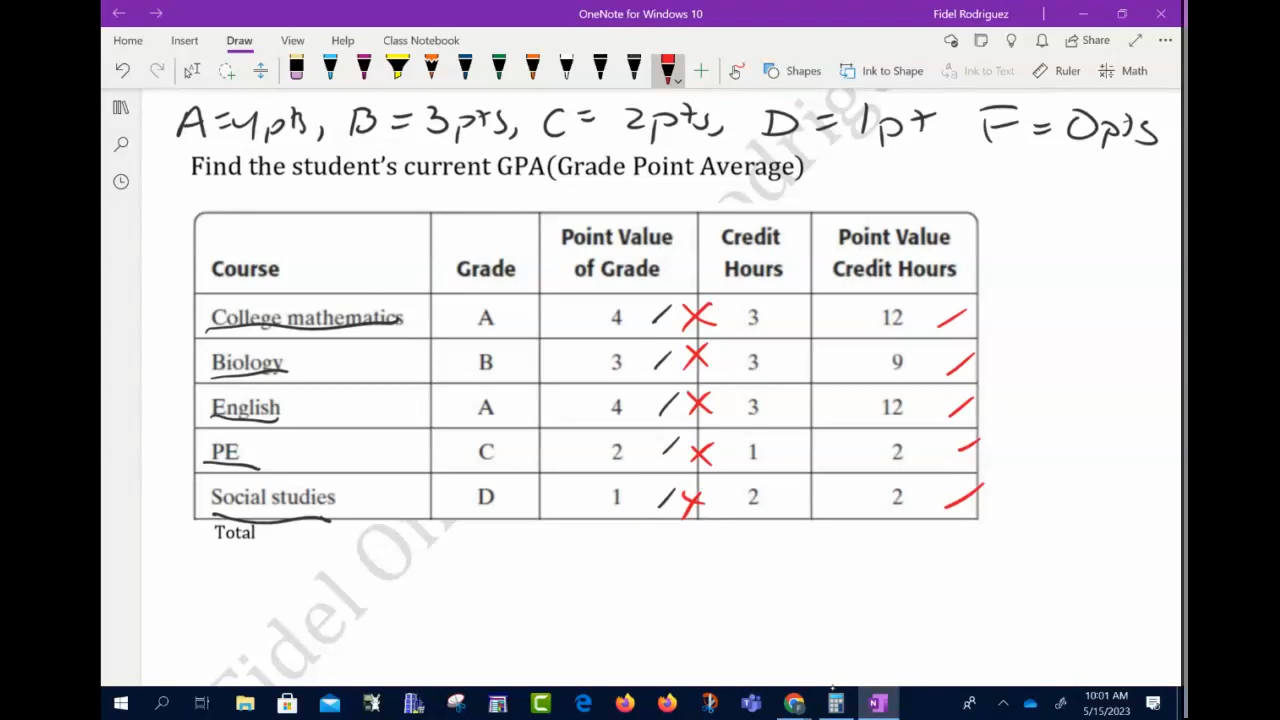 OneNote for Windows 10
Fidel Rodriguez
Home Insert Draw View Help Class Notebook
Share
Shapes Ink to Shape Ink to Text Ruler Math
A=4pts, B = 3pts, C = 2pts, D = 1pt F = 0pts
Find the student's current GPA(Grade Point Average)
Course Grade Point Value of Grade Credit Hours Point Value Credit Hours
College mathematics A 4 3 12
Biology B 3 3 9
English A 4 3 12
PE C 2 1 2
Social studies D 1 2 2
Total
10:01 AM
5/15/2023